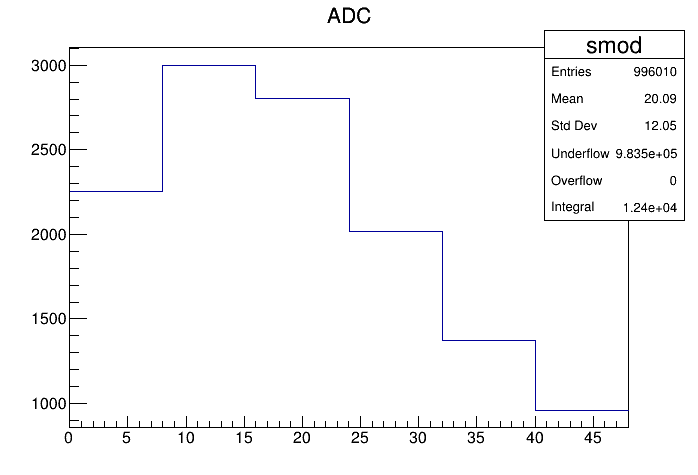 ADC
smod
Entries 996010
Mean 20.09
Std Dev 12.05
Underflow 9.835e+05
Overflow 0
Integral 1.24e+04
3000
2500
2000
1500
1000
0 5 10 15 20 25 30 35 40 45